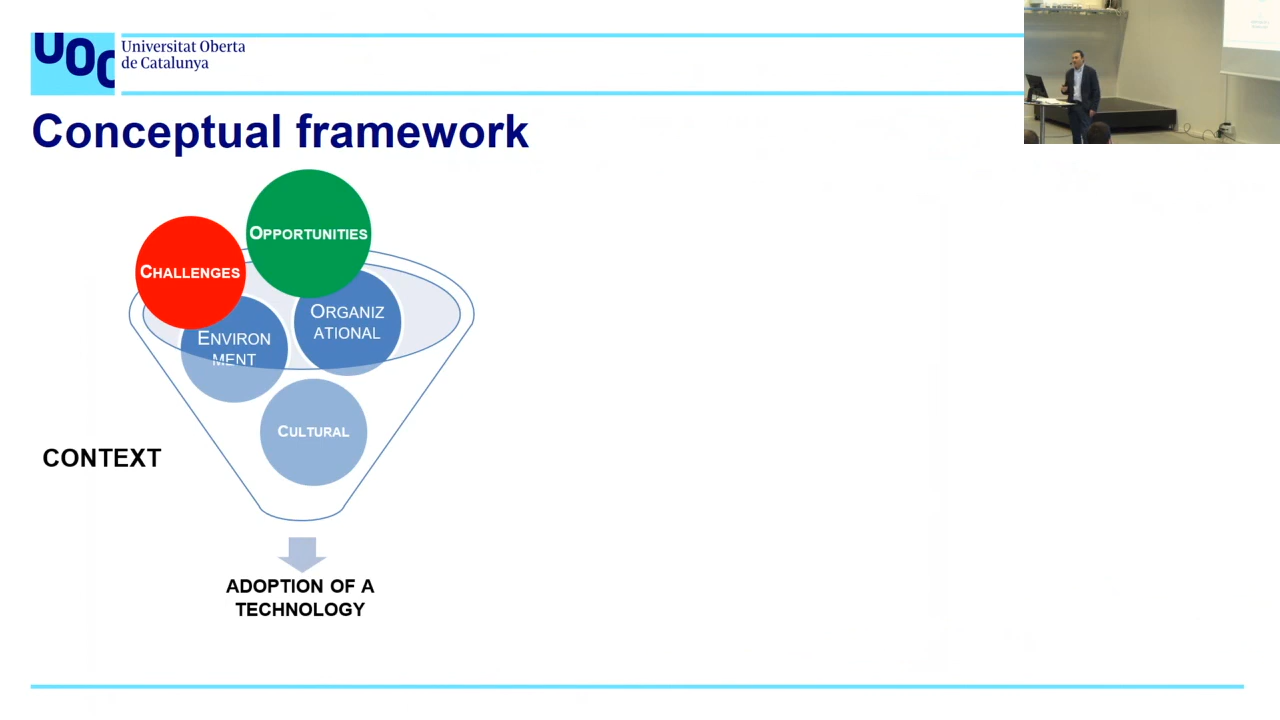 UOC
Universitat Oberta
de Catalunya
Conceptual framework
OPPORTUNITIES
CHALLENGES
ORGANIZ
ATIONAL
ENVIRON
MENT
CULTURAL
CONTEXT
ADOPTION OF A
TECHNOLOGY